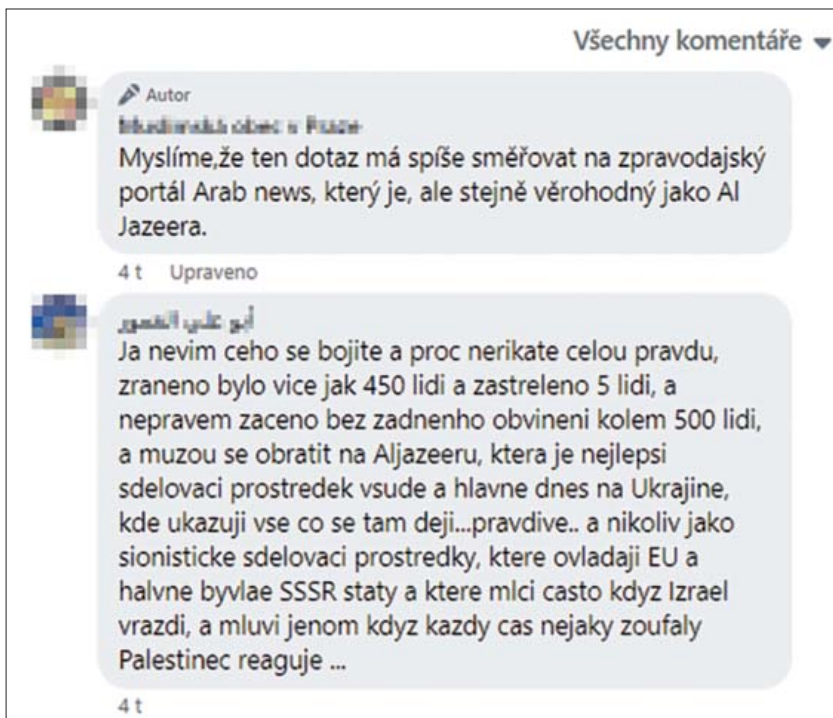 Všechny komentáře
Autor
Myslíme,že ten dotaz má spíše směřovat na zpravodajský
portál Arab news, který je, ale stejně věrohodný jako Al
Jazeera.
4 t Upraveno
Ja nevim ceho se bojite a proc nerikate celou pravdu,
zraneno bylo vice jak 450 lidi a zastreleno 5 lidi, a
nepravem zaceno bez zadnenho obvineni kolem 500 lidi,
a muzou se obratit na Aljazeeru, ktera je nejlepsi
sdelovaci prostredek vsude a hlavne dnes na Ukrajine,
kde ukazuji vse co se tam deji...pravdive.. a nikoliv jako
sionisticke sdelovaci prostredky, ktere ovladaji EU a
halvne byvlae SSSR staty a ktere mlci casto kdyz Izrael
vrazdi, a mluvi jenom kdyz kazdy cas nejaky zoufaly
Palestinec reaguje ...
4 t